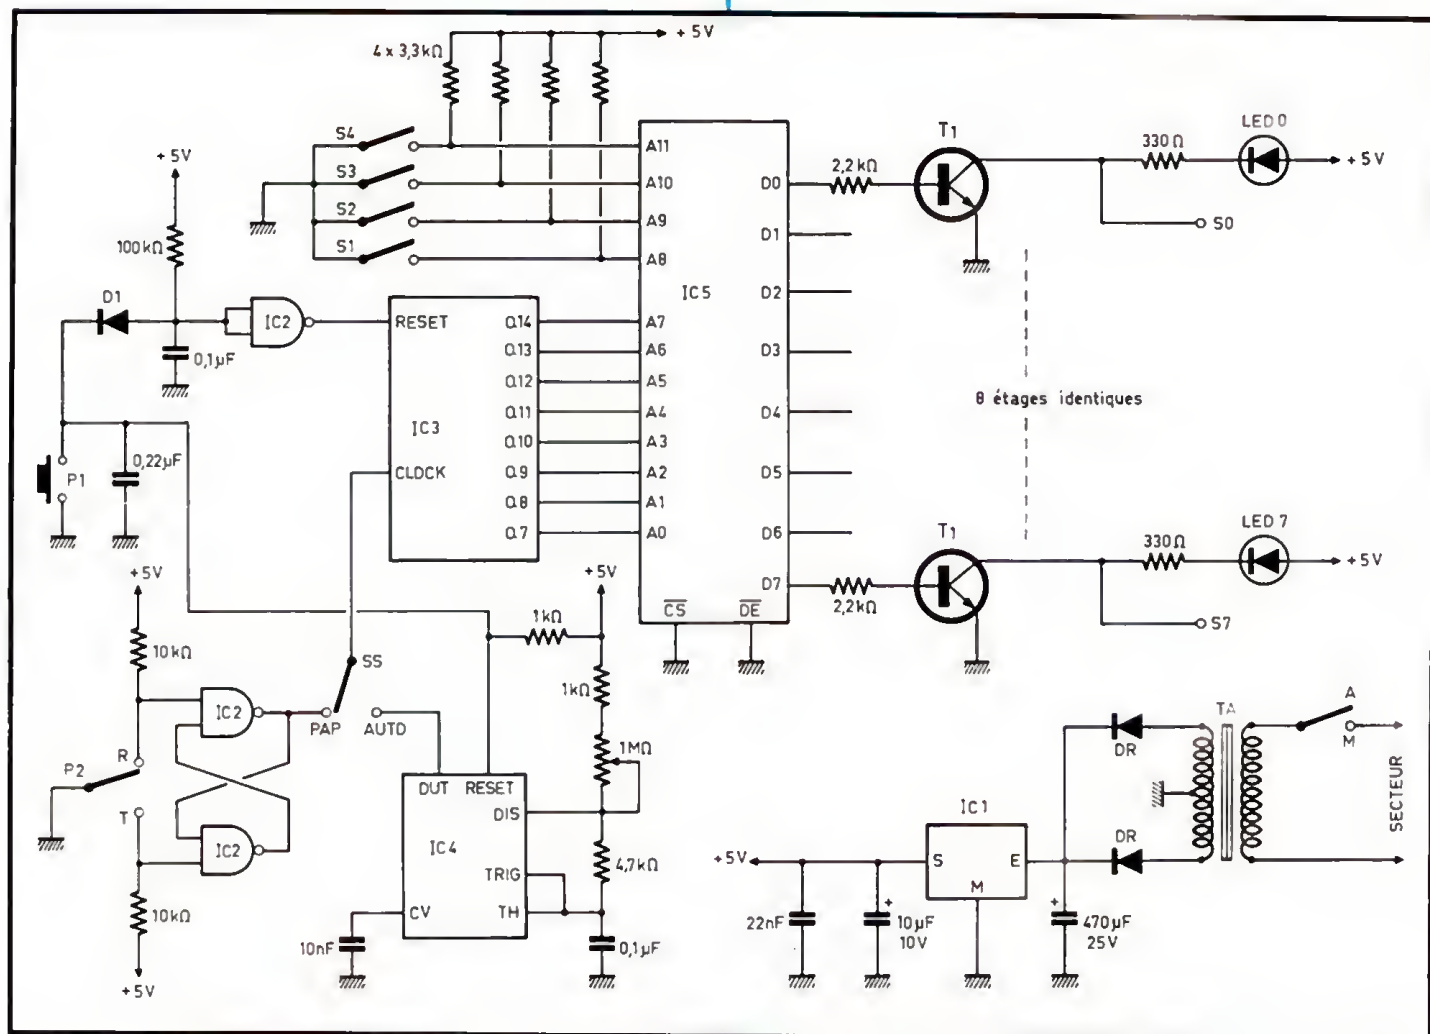 +5V
4 x 3,3kΩ
S4
S3
S2
S1
A11
A10
A9
A8
IC5
D0
D1
D2
D3
D4
D5
D6
D7
CS
DE
2,2kΩ
T1
330Ω
LED 0
+5V
S0
8 étages identiques
2,2kΩ
T1
330Ω
LED 7
+5V
S7
+5V
100kΩ
D1
IC2
0,1µF
RESET
Q14
Q13
Q12
Q11
Q10
Q9
Q8
Q7
IC3
CLOCK
A7
A6
A5
A4
A3
A2
A1
A0
P1
0,22µF
+5V
10kΩ
IC2
SS
PAP
AUTO
P2
R
T
IC2
10kΩ
+5V
+5V
1kΩ
1kΩ
1MΩ
OUT
RESET
DIS
IC4
TRIG
CV
TH
4,7kΩ
10nF
0,1µF
+5V
S
IC1
E
M
22nF
+
10µF
10V
+
470µF
25V
DR
DR
TA
A
M
SECTEUR